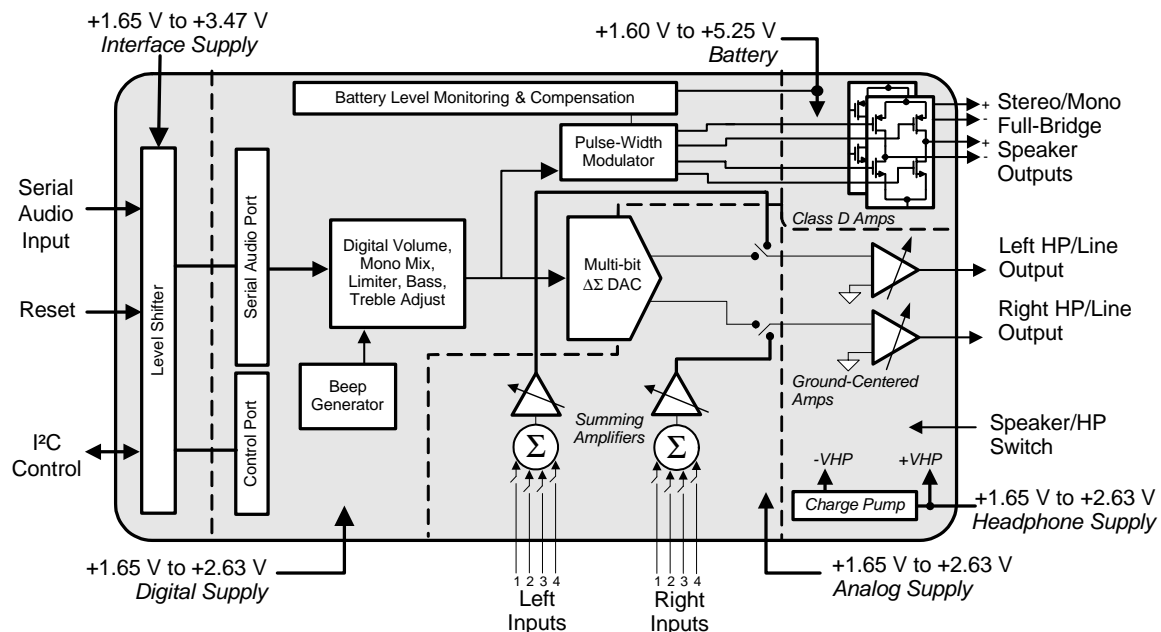 +1.65 V to +3.47 V
Interface Supply
+1.60 V to +5.25 V
Battery
Battery Level Monitoring & Compensation
Pulse-Width
Modulator
+
-
+
-
Stereo/Mono
Full-Bridge
Speaker
Outputs
Class D Amps
Serial
Audio
Input
Reset
I²C
Control
Level Shifter
Serial Audio Port
Control Port
Digital Volume,
Mono Mix,
Limiter, Bass,
Treble Adjust
Beep
Generator
Multi-bit
ΔΣ DAC
Left HP/Line
Output
Right HP/Line
Output
Ground-Centered
Amps
Summing
Amplifiers
Σ
Σ
Speaker/HP
Switch
-VHP
+VHP
Charge Pump
+1.65 V to +2.63 V
Headphone Supply
+1.65 V to +2.63 V
Digital Supply
1 2 3 4
Left
Inputs
1 2 3 4
Right
Inputs
+1.65 V to +2.63 V
Analog Supply